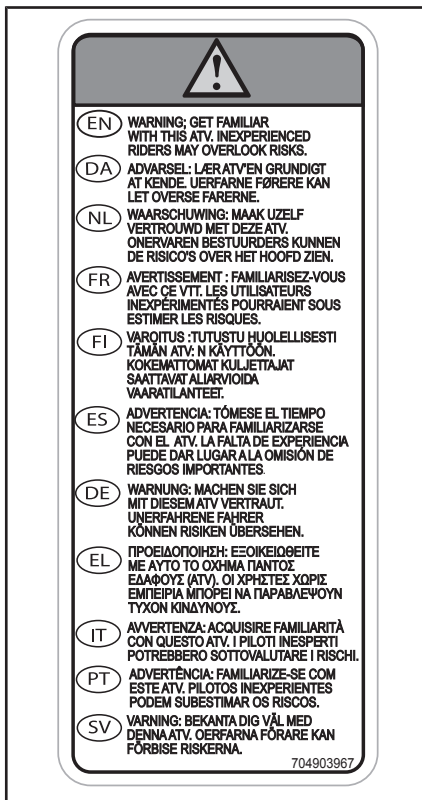 EN WARNING; GET FAMILIAR
WITH THIS ATV. INEXPERIENCED
RIDERS MAY OVERLOOK RISKS.
DA ADVARSEL: LÆR ATV'EN GRUNDIGT
AT KENDE. UERFARNE FØRERE KAN
LET OVERSE FARERNE.
NL WAARSCHUWING: MAAK UZELF
VERTROUWD MET DEZE ATV.
ONERVAREN BESTUURDERS KUNNEN
DE RISICO'S OVER HET HOOFD ZIEN.
FR AVERTISSEMENT : FAMILIARISEZ-VOUS
AVEC CE VTT. LES UTILISATEURS
INEXPÉRIMENTÉS POURRAIENT SOUS
ESTIMER LES RISQUES.
FI VAROITUS :TUTUSTU HUOLELLISESTI
TÄMÄN ATV: N KÄYTTÖÖN.
KOKEMATTOMAT KULJETTAJAT
SAATTAVAT ALIARVIOIDA
VAARATILANTEET.
ES ADVERTENCIA: TÓMESE EL TIEMPO
NECESARIO PARA FAMILIARIZARSE
CON EL ATV. LA FALTA DE EXPERIENCIA
PUEDE DAR LUGAR A LA OMISIÓN DE
RIESGOS IMPORTANTES.
DE WARNUNG: MACHEN SIE SICH
MIT DIESEM ATV VERTRAUT.
UNERFAHRENE FAHRER
KÖNNEN RISIKEN ÜBERSEHEN.
EL ΠΡΟΕΙΔΟΠΟΙΗΣΗ: ΕΞΟΙΚΕΙΩΘΕΙΤΕ
ΜΕ ΑΥΤΟ ΤΟ ΟΧΗΜΑ ΠΑΝΤΟΣ
ΕΔΑΦΟΥΣ (ATV). ΟΙ ΧΡΗΣΤΕΣ ΧΩΡΙΣ
ΕΜΠΕΙΡΙΑ ΜΠΟΡΕΙ ΝΑ ΠΑΡΑΒΛΕΨΟΥΝ
ΤΥΧΟΝ ΚΙΝΔΥΝΟΥΣ.
IT AVVERTENZA: ACQUISIRE FAMILIARITÀ
CON QUESTO ATV. I PILOTI INESPERTI
POTREBBERO SOTTOVALUTARE I RISCHI.
PT ADVERTÊNCIA: FAMILIARIZE-SE COM
ESTE ATV. PILOTOS INEXPERIENTES
PODEM SUBESTIMAR OS RISCOS.
SV VARNING: BEKANTA DIG VÄL MED
DENNA ATV. OERFARNA FÖRARE KAN
FÖRBISE RISKERNA.
704903967